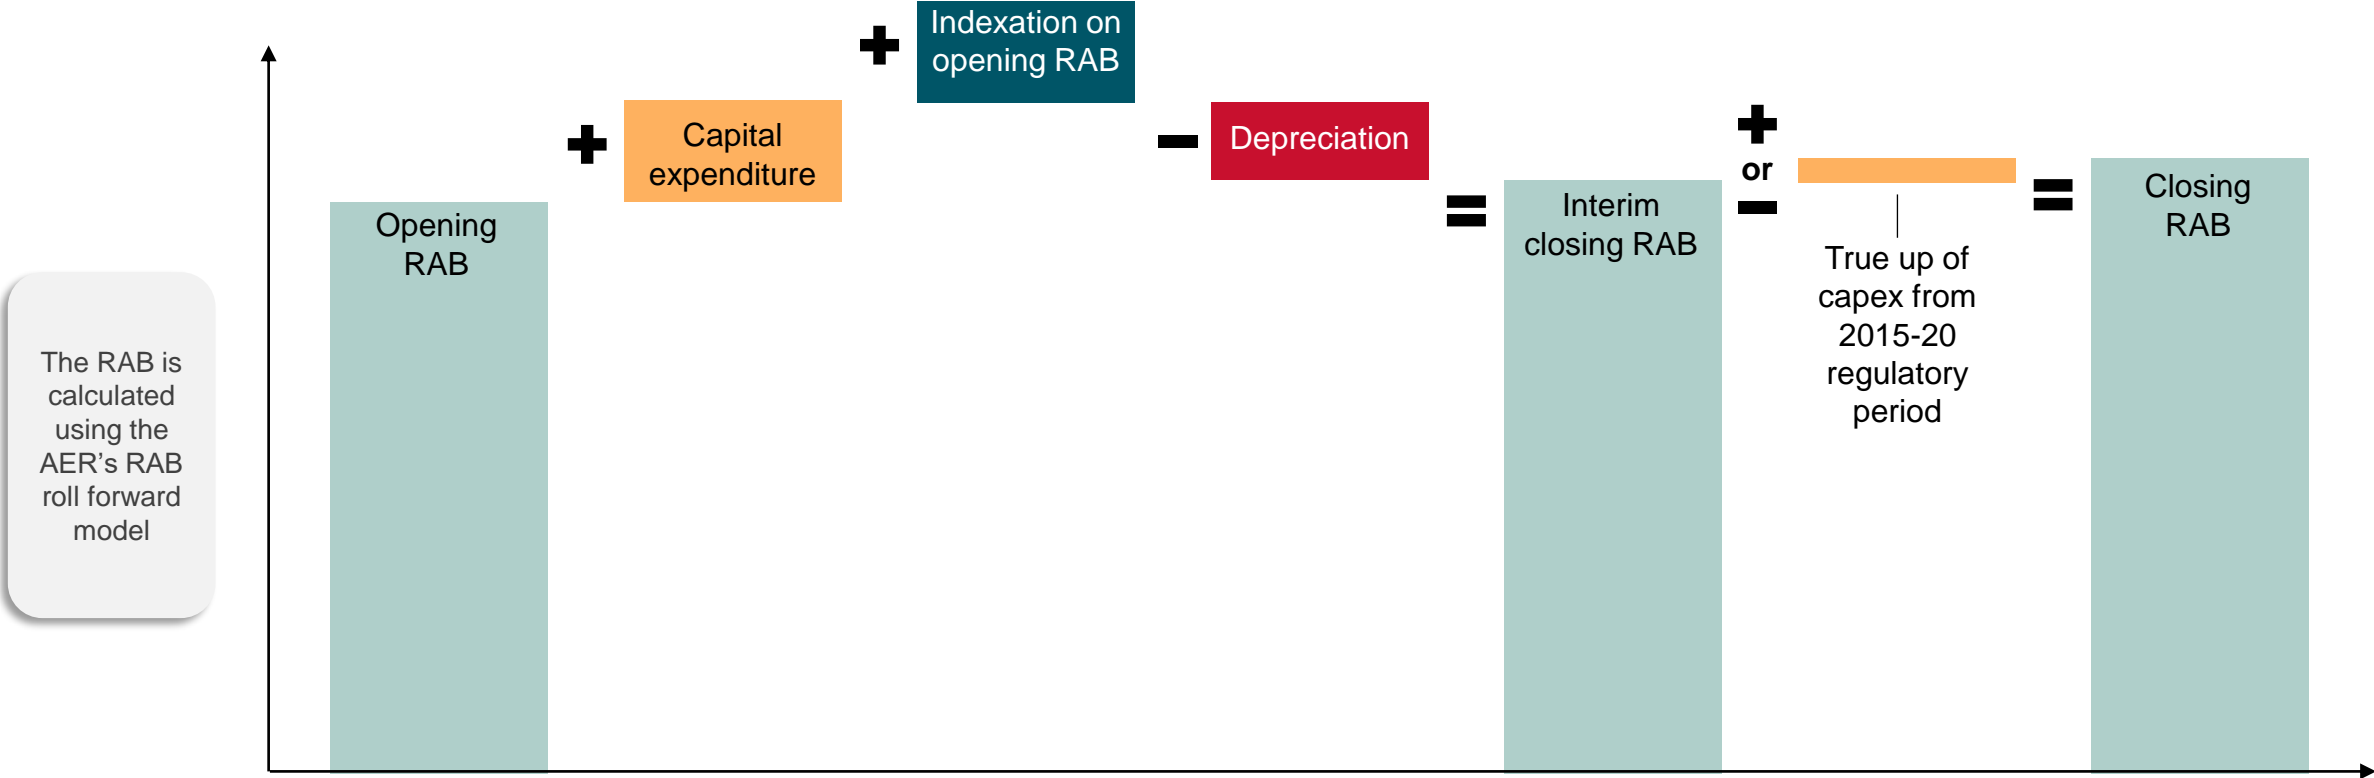 The RAB is
calculated
using the
AER’s RAB
roll forward
model
Opening
RAB
+
Capital
expenditure
+
Indexation on
opening RAB
-
Depreciation
=
Interim
closing RAB
+
or
-
True up of
capex from
2015-20
regulatory
period
=
Closing
RAB